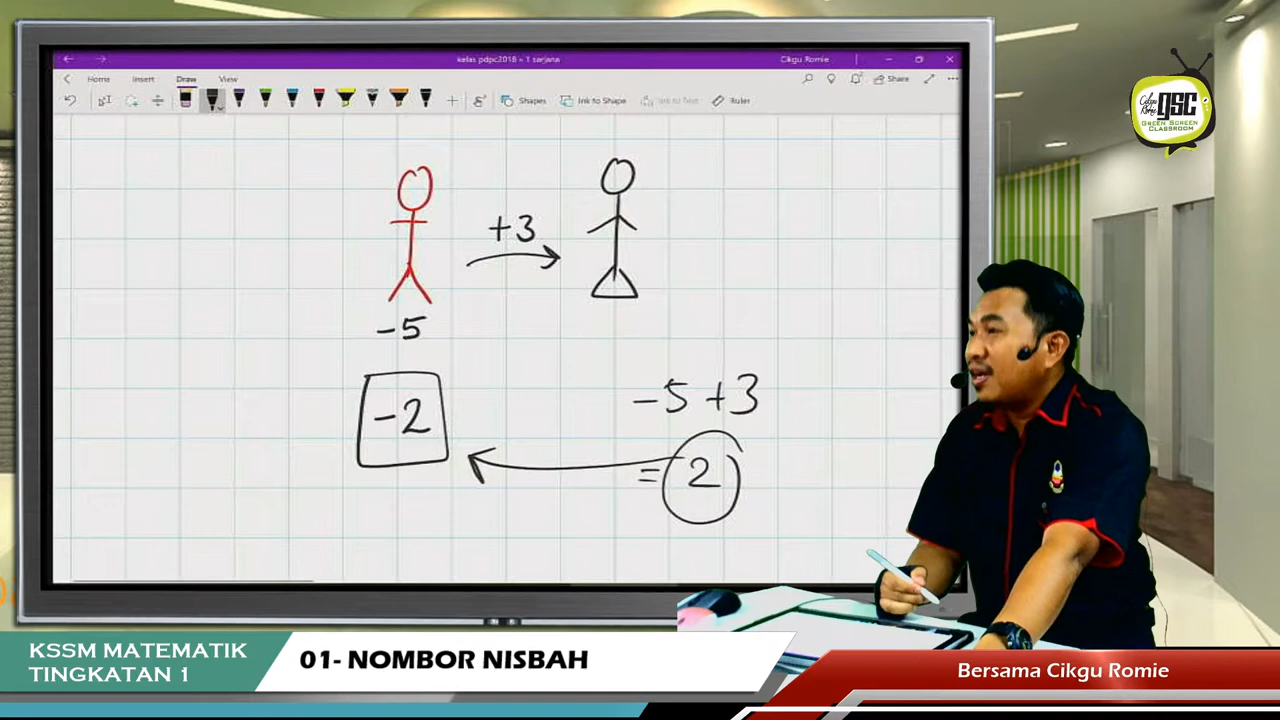 kelas pdpc2018 - 1 sarjana
Cikgu Romie
Home Insert Draw View
Share
Shapes Ink to Shape Ink to Text Ruler
+3
-5
-2
-5 +3
= 2
Cikgu Romie GSC
GREEN SCREEN
CLASSROOM
KSSM MATEMATIK
TINGKATAN 1
01- NOMBOR NISBAH
Bersama Cikgu Romie